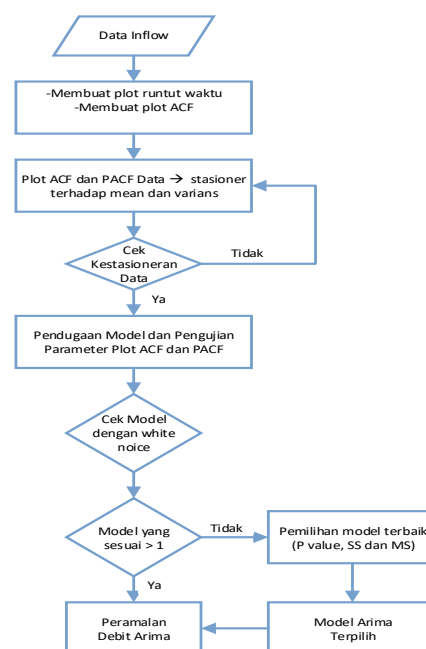 Data Inflow
-Membuat plot runtut waktu
-Membuat plot ACF
Plot ACF dan PACF Data → stasioner
terhadap mean dan varians
Cek
Kestasioneran
Data
Tidak
Ya
Pendugaan Model dan Pengujian
Parameter Plot ACF dan PACF
Cek Model
dengan white
noice
Model yang
sesuai > 1
Tidak
Ya
Pemilihan model terbaik
(P value, SS dan MS)
Model Arima
Terpilih
Peramalan
Debit Arima